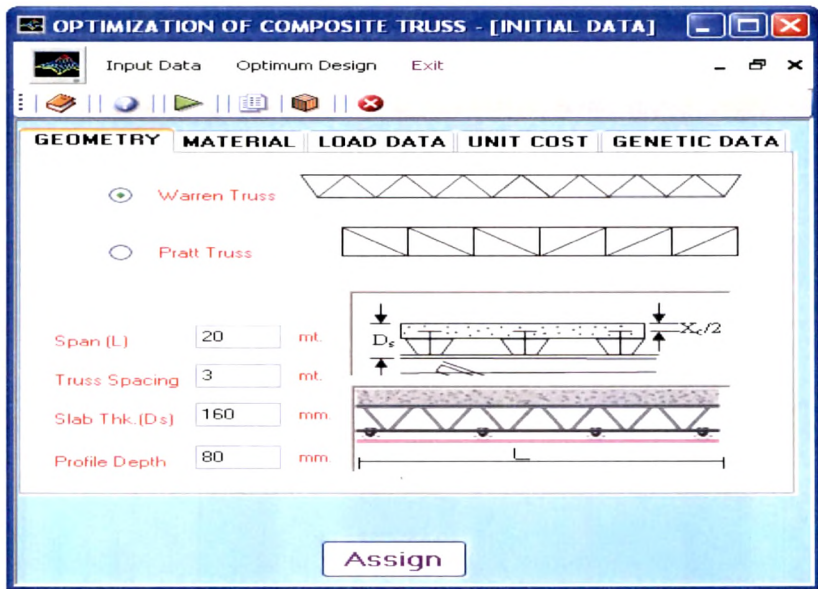 OPTIMIZATION OF COMPOSITE TRUSS - [INITIAL DATA]
Input Data Optimum Design Exit
GEOMETRY MATERIAL LOAD DATA UNIT COST GENETIC DATA
Warren Truss
Pratt Truss
Span (L) 20 mt.
Truss Spacing 3 mt.
Slab Thk.(Ds) 160 mm.
Profile Depth 80 mm.
Ds Xc/2
L
Assign